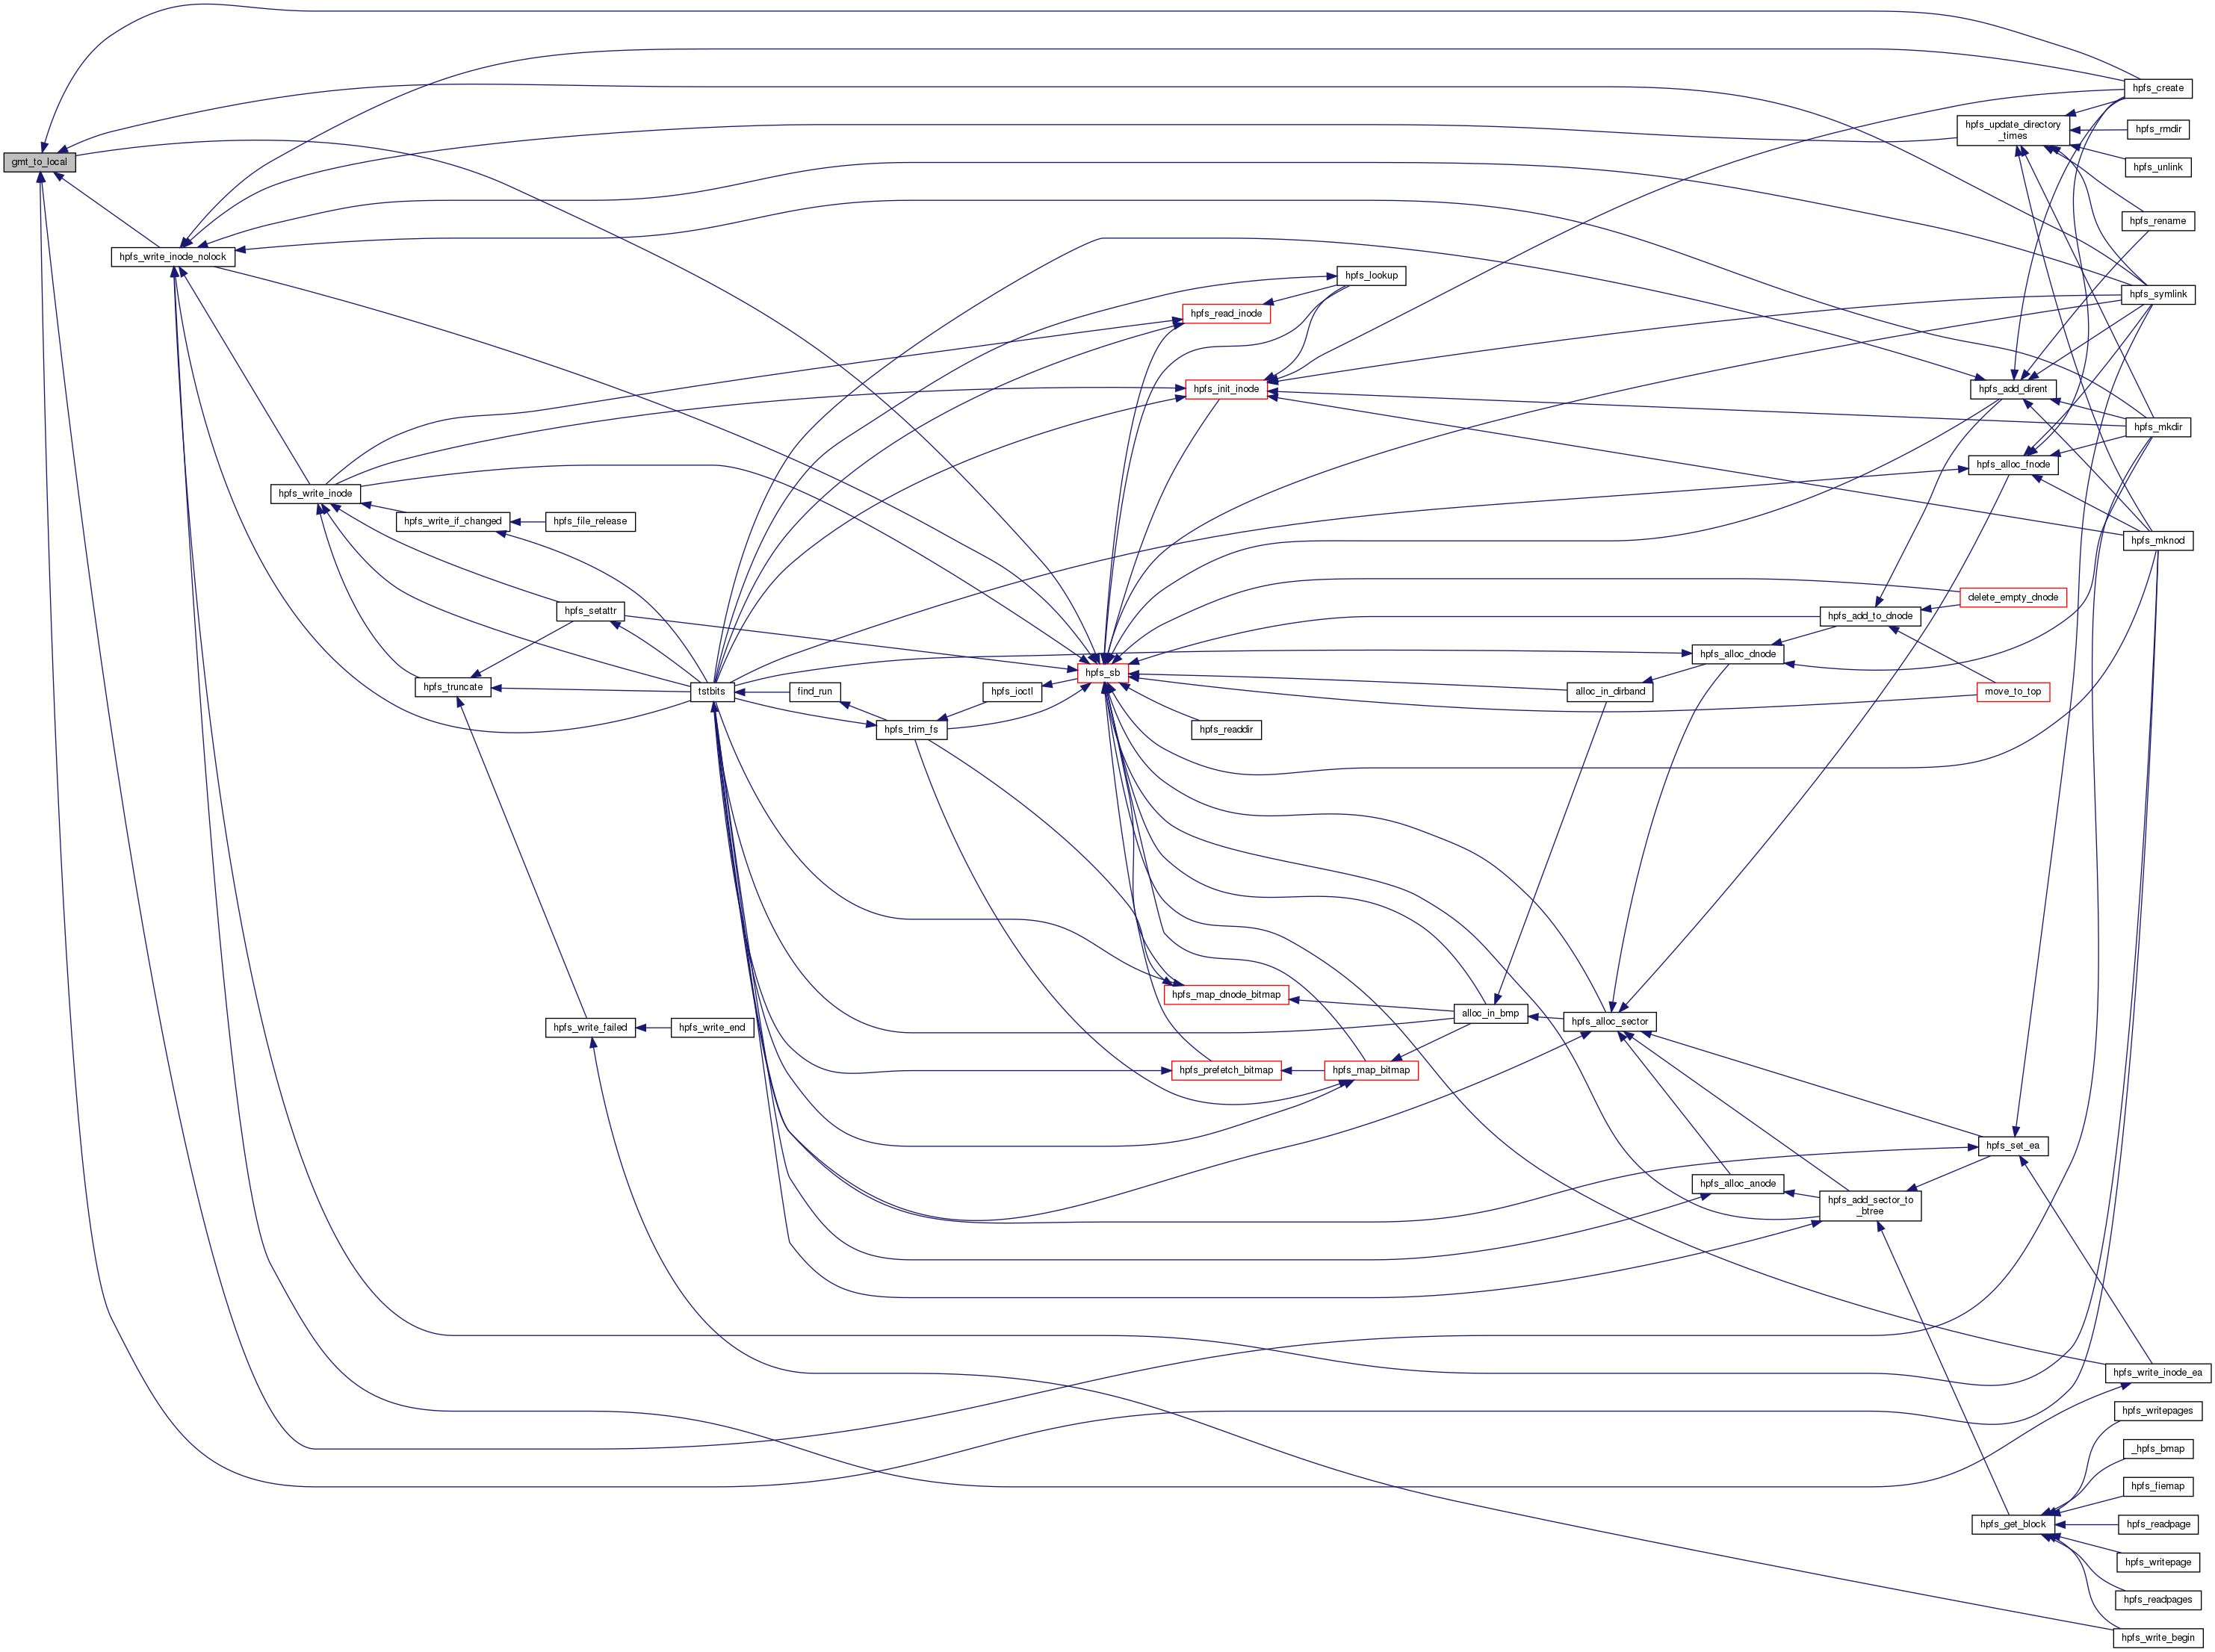 hpfs_create
hpfs_update_directory
_times
hpfs_rmdir
gmt_to_local
hpfs_unlink
hpfs_rename
hpfs_write_inode_nolock
hpfs_lookup
hpfs_symlink
hpfs_read_inode
hpfs_init_inode
hpfs_add_dirent
hpfs_mkdir
hpfs_alloc_fnode
hpfs_write_inode
hpfs_write_if_changed
hpfs_file_release
hpfs_mknod
delete_empty_dnode
hpfs_setattr
hpfs_add_to_dnode
hpfs_alloc_dnode
hpfs_sb
hpfs_truncate
tstbits
find_run
hpfs_ioctl
alloc_in_dirband
move_to_top
hpfs_trim_fs
hpfs_readdir
hpfs_map_dnode_bitmap
alloc_in_bmp
hpfs_alloc_sector
hpfs_write_failed
hpfs_write_end
hpfs_prefetch_bitmap
hpfs_map_bitmap
hpfs_set_ea
hpfs_alloc_anode
hpfs_add_sector_to
_btree
hpfs_write_inode_ea
hpfs_writepages
_hpfs_bmap
hpfs_fiemap
hpfs_get_block
hpfs_readpage
hpfs_writepage
hpfs_readpages
hpfs_write_begin